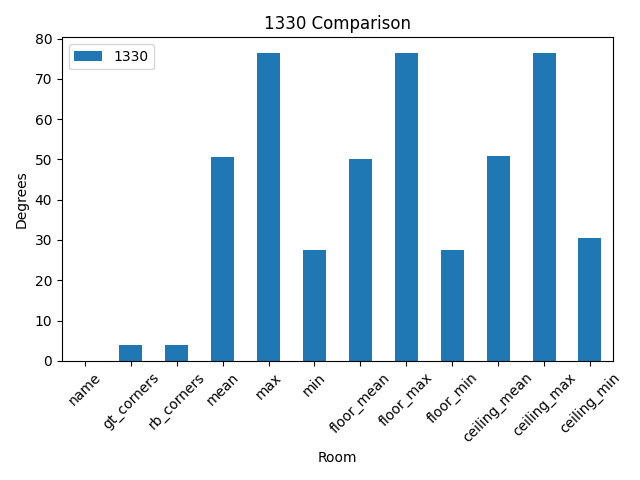 1330 Comparison
1330
Degrees
80
70
60
50
40
30
20
10
0
name
gt_corners
rb_corners
mean
max
min
floor_mean
floor_max
floor_min
ceiling_mean
ceiling_max
ceiling_min
Room